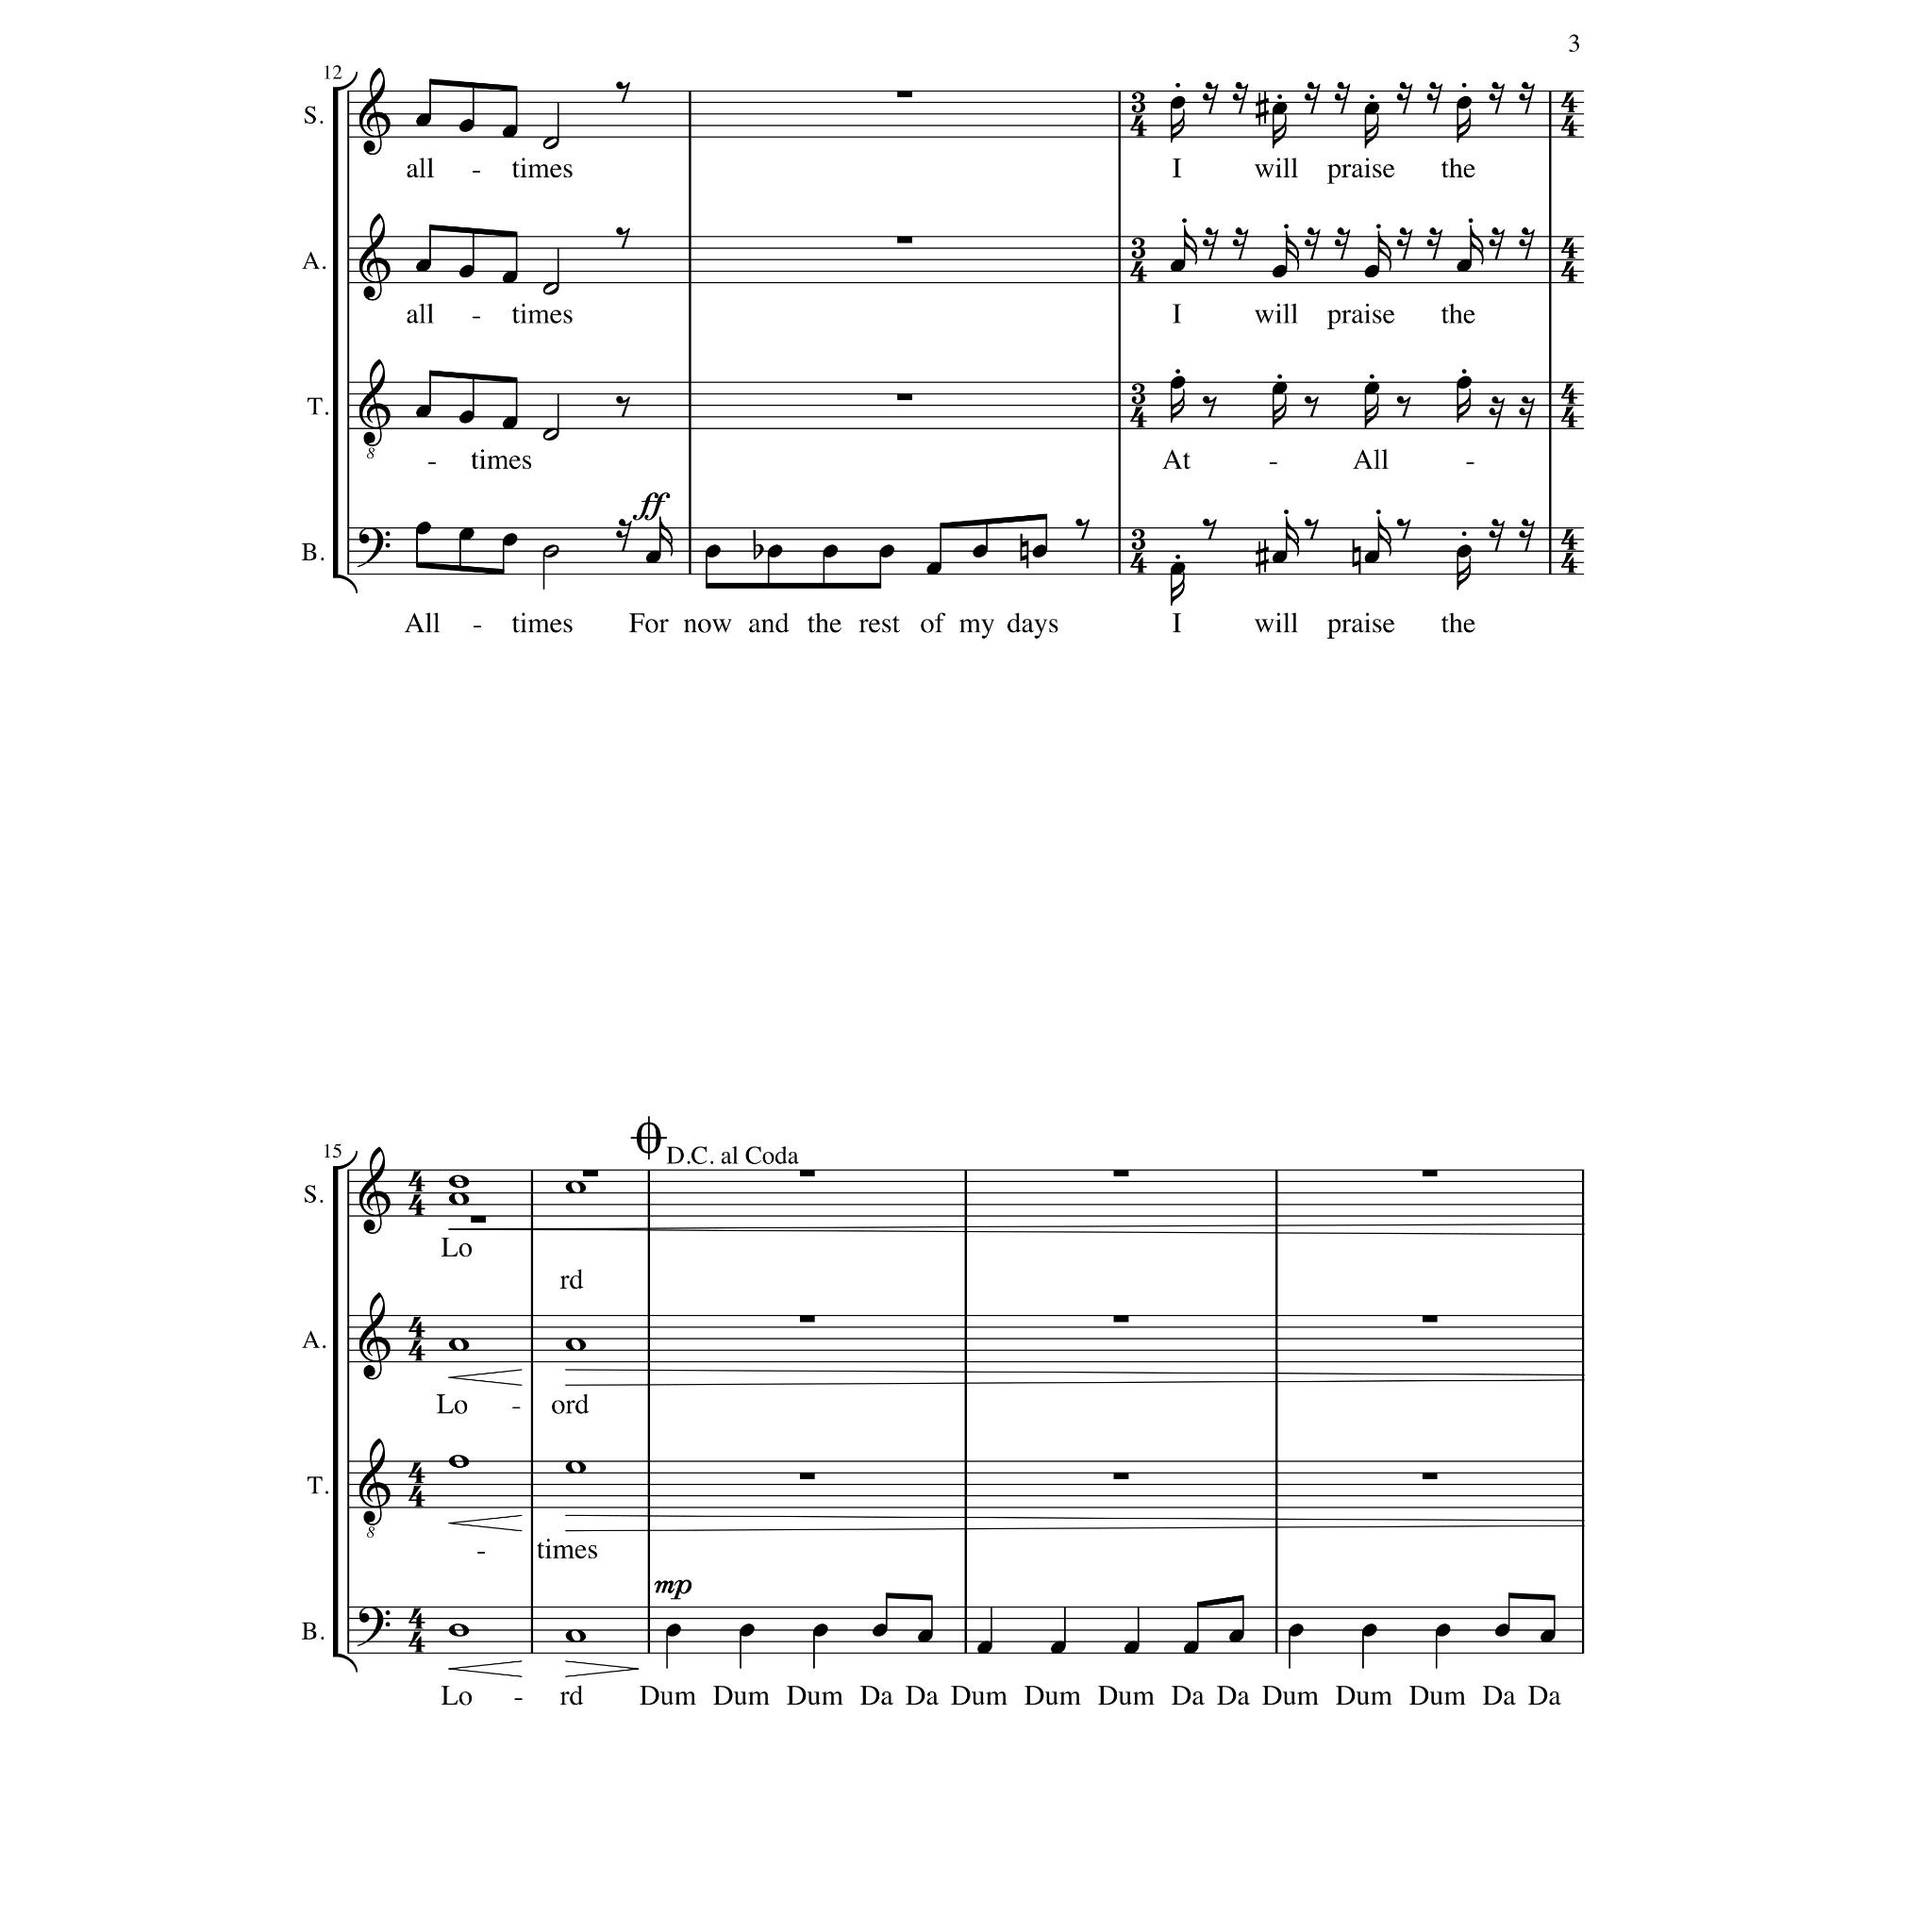 3
12
S. all - times I will praise the
A. all - times I will praise the
T. - times At - All -
ff
B. All - times For now and the rest of my days I will praise the
15
D.C. al Coda
S. Lo
rd
A. Lo - ord
T. - times
mp
B. Lo - rd Dum Dum Dum Da Da Dum Dum Dum Da Da Dum Dum Dum Da Da